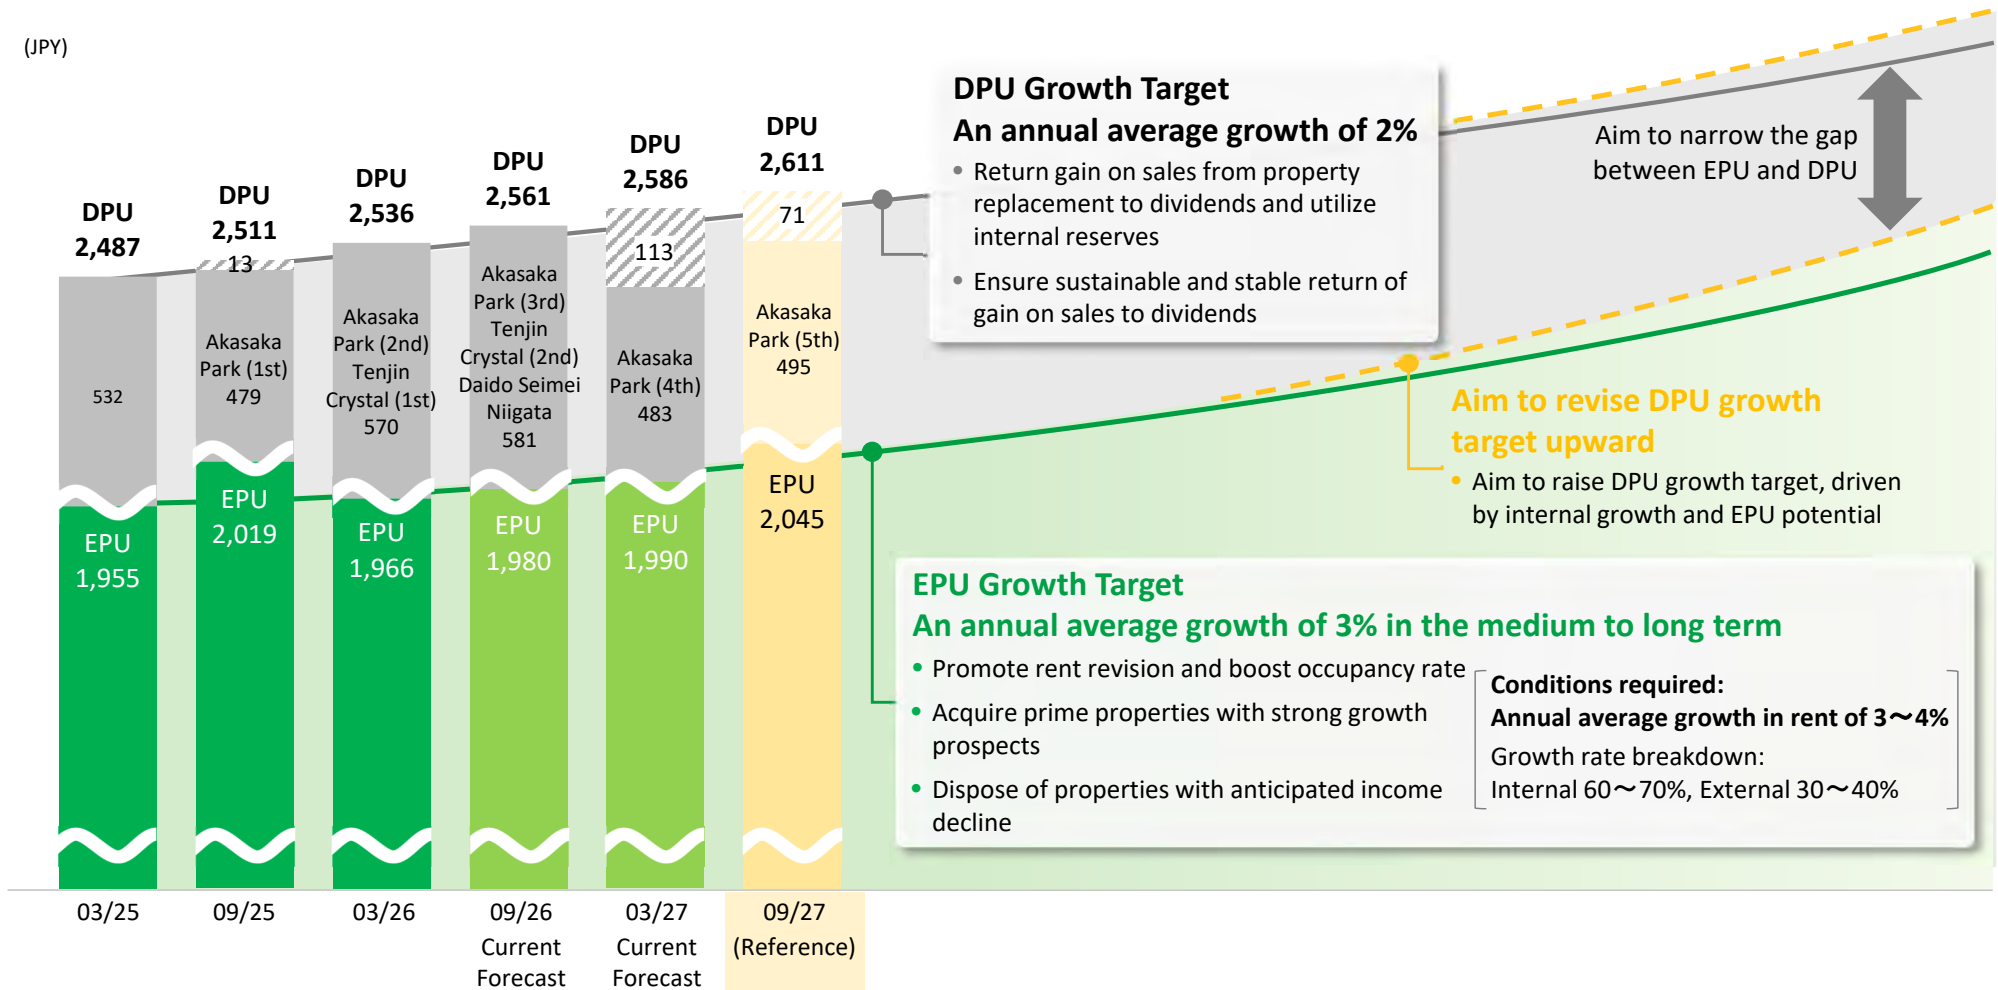 (JPY)
DPU
2,487
532
EPU
1,955
03/25
DPU
2,511
13
Akasaka
Park (1st)
479
EPU
2,019
09/25
DPU
2,536
Akasaka
Park (2nd)
Tenjin
Crystal (1st)
570
EPU
1,966
03/26
DPU
2,561
Akasaka
Park (3rd)
Tenjin
Crystal (2nd)
Daido Seimei
Niigata
581
EPU
1,980
09/26
Current
Forecast
DPU
2,586
113
Akasaka
Park (4th)
483
EPU
1,990
03/27
Current
Forecast
DPU
2,611
71
Akasaka
Park (5th)
495
EPU
2,045
09/27
(Reference)
DPU Growth Target
An annual average growth of 2%
• Return gain on sales from property
replacement to dividends and utilize
internal reserves
• Ensure sustainable and stable return of
gain on sales to dividends
Aim to narrow the gap
between EPU and DPU
Aim to revise DPU growth
target upward
• Aim to raise DPU growth target, driven
by internal growth and EPU potential
EPU Growth Target
An annual average growth of 3% in the medium to long term
• Promote rent revision and boost occupancy rate
• Acquire prime properties with strong growth
prospects
• Dispose of properties with anticipated income
decline
Conditions required:
Annual average growth in rent of 3～4%
Growth rate breakdown:
Internal 60～70%, External 30～40%